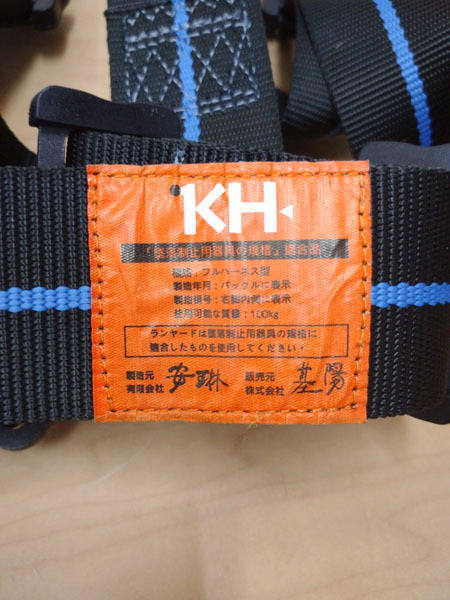 KH
「墜落制止用器具の規格」適合品
種類：フルハーネス型
製造年月：バックルに表示
製造番号：右脇内側に表示
使用可能な質量：100kg
ランヤードは墜落制止用器具の規格に
適合したものを使用してください・
製造元 有限会社 安琳 販売元 株式会社 基陽